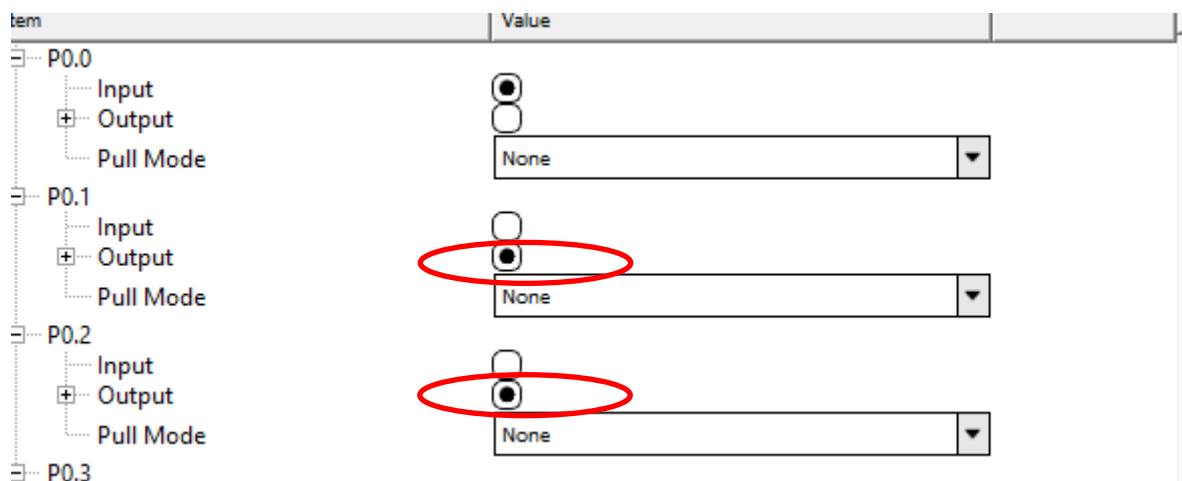 tem Value
P0.0
Input
Output
Pull Mode None
P0.1
Input
Output
Pull Mode None
P0.2
Input
Output
Pull Mode None
P0.3